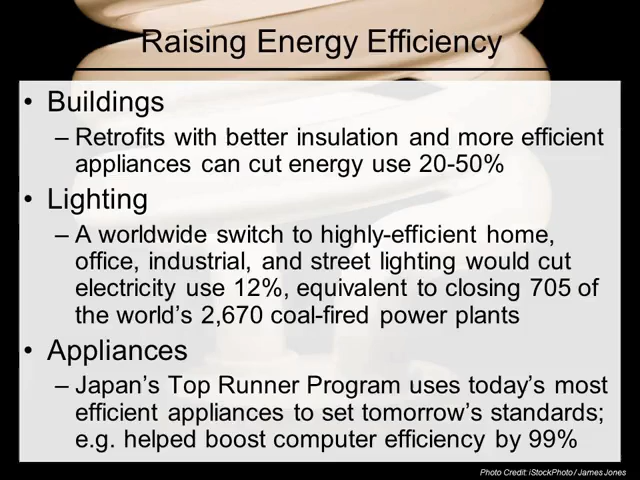 Raising Energy Efficiency
• Buildings
– Retrofits with better insulation and more efficient
appliances can cut energy use 20-50%
• Lighting
– A worldwide switch to highly-efficient home,
office, industrial, and street lighting would cut
electricity use 12%, equivalent to closing 705 of
the world's 2,670 coal-fired power plants
• Appliances
– Japan's Top Runner Program uses today's most
efficient appliances to set tomorrow's standards;
e.g. helped boost computer efficiency by 99%
Photo Credit: iStockPhoto / James Jones